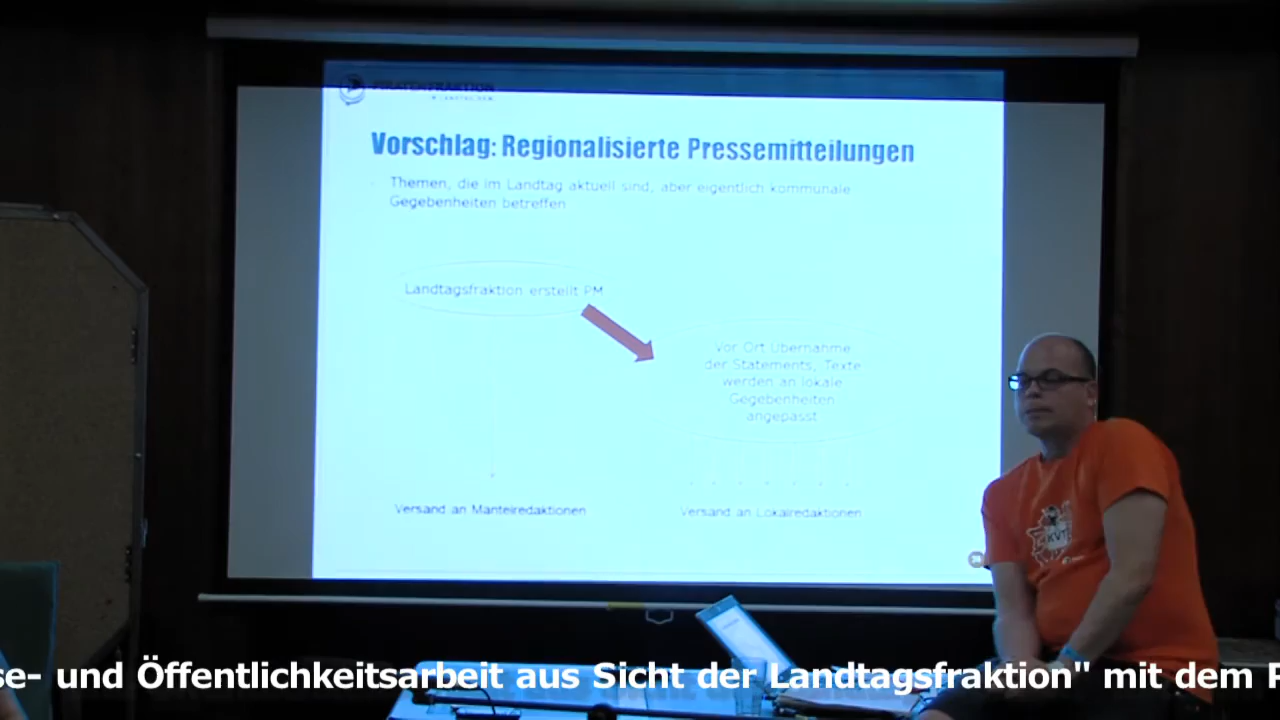 PIRATENFRAKTION
Vorschlag: Regionalisierte Pressemitteilungen
Themen, die im Landtag aktuell sind, aber eigentlich kommunale
Gegebenheiten betreffen
Landtagsfraktion erstellt PM
Vor Ort Übernahme
der Statements, Texte
werden an lokale
Gegebenheiten
angepasst
Versand an Mantelredaktionen
Versand an Lokalredaktionen
KVT
se- und Öffentlichkeitsarbeit aus Sicht der Landtagsfraktion" mit dem P